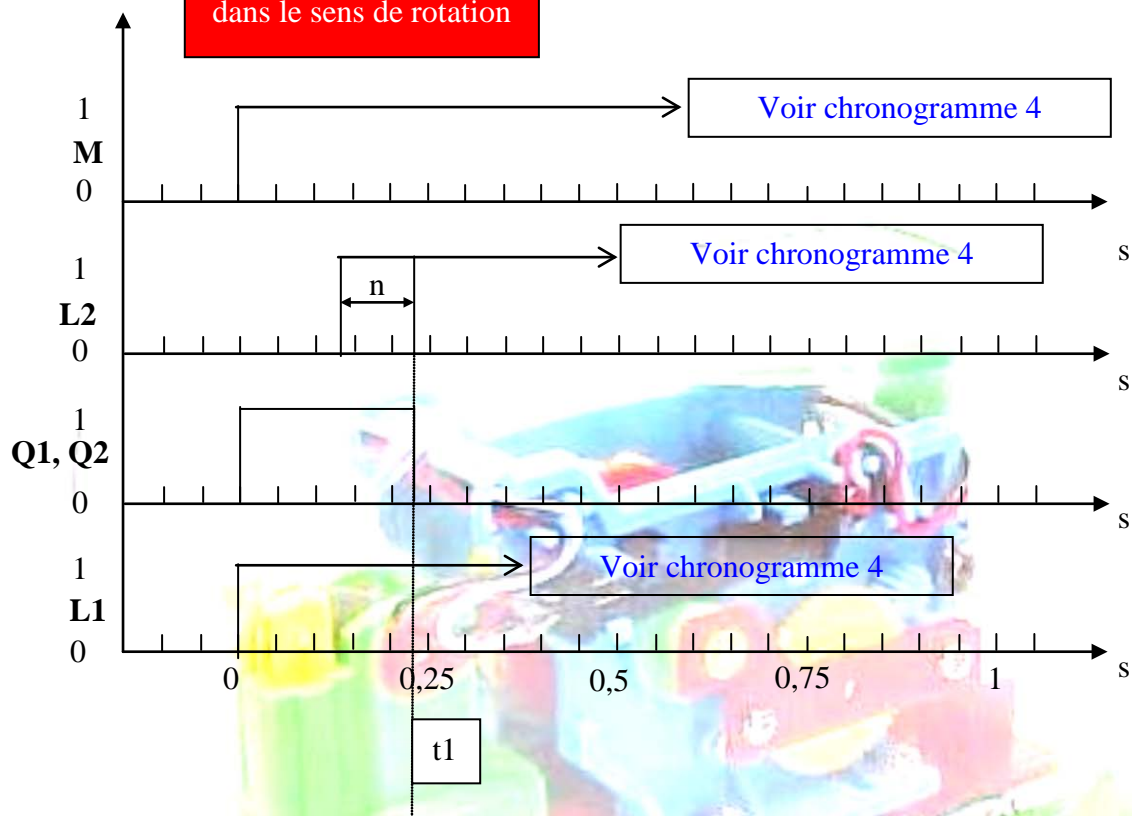 dans le sens de rotation
1
Voir chronogramme 4
M
0
s
1
Voir chronogramme 4
n
L2
0
s
1
Q1, Q2
0
s
1
Voir chronogramme 4
L1
0
s
0 0,25 0,5 0,75 1
t1